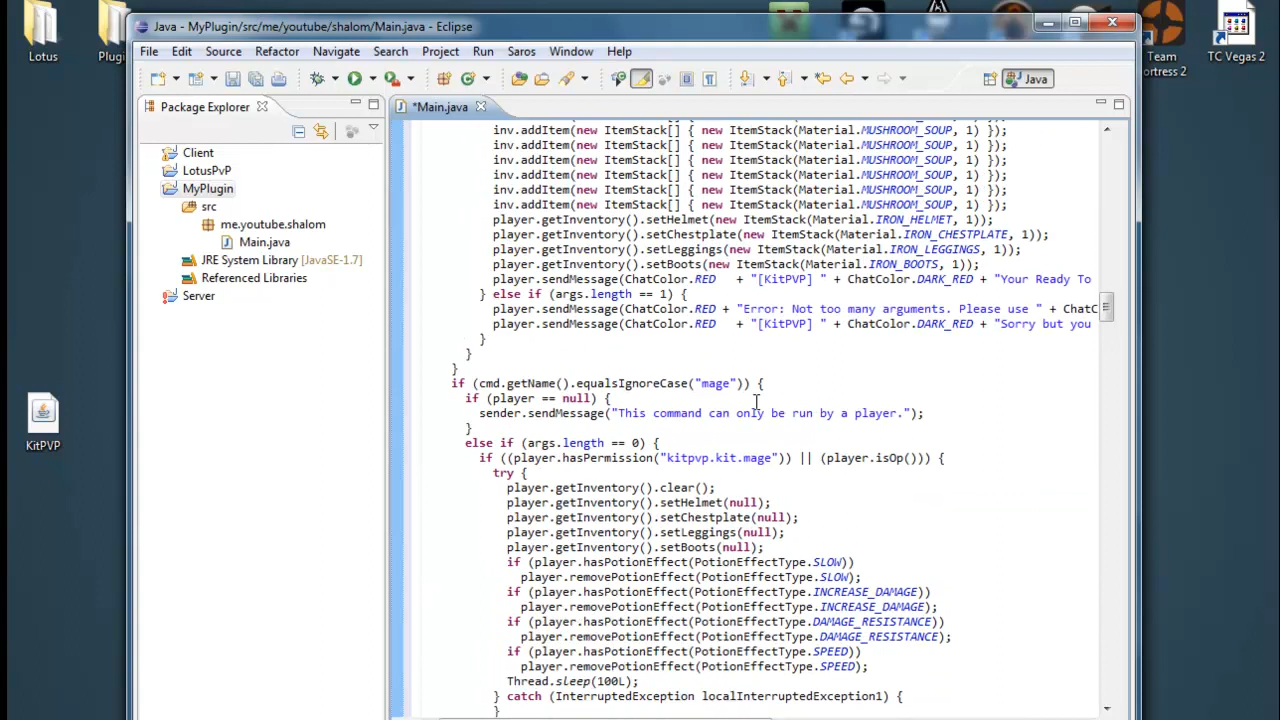 Lotus
Plugi
Team
ortress 2
TC Vegas 2
KitPVP
Java - MyPlugin/src/me/youtube/shalom/Main.java - Eclipse
File Edit Source Refactor Navigate Search Project Run Saros Window Help
Java
Package Explorer
Client
LotusPvP
MyPlugin
src
me.youtube.shalom
Main.java
JRE System Library [JavaSE-1.7]
Referenced Libraries
Server
*Main.java
inv.addItem(new ItemStack[] { new ItemStack(Material.MUSHROOM_SOUP, 1) });
inv.addItem(new ItemStack[] { new ItemStack(Material.MUSHROOM_SOUP, 1) });
inv.addItem(new ItemStack[] { new ItemStack(Material.MUSHROOM_SOUP, 1) });
inv.addItem(new ItemStack[] { new ItemStack(Material.MUSHROOM_SOUP, 1) });
inv.addItem(new ItemStack[] { new ItemStack(Material.MUSHROOM_SOUP, 1) });
inv.addItem(new ItemStack[] { new ItemStack(Material.MUSHROOM_SOUP, 1) });
player.getInventory().setHelmet(new ItemStack(Material.IRON_HELMET, 1));
player.getInventory().setChestplate(new ItemStack(Material.IRON_CHESTPLATE, 1));
player.getInventory().setLeggings(new ItemStack(Material.IRON_LEGGINGS, 1));
player.getInventory().setBoots(new ItemStack(Material.IRON_BOOTS, 1));
player.sendMessage(ChatColor.RED + "[KitPVP] " + ChatColor.DARK_RED + "Your Ready To
} else if (args.length == 1) {
player.sendMessage(ChatColor.RED + "Error: Not too many arguments. Please use " + ChatC
player.sendMessage(ChatColor.RED + "[KitPVP] " + ChatColor.DARK_RED + "Sorry but you
}
}
}
if (cmd.getName().equalsIgnoreCase("mage")) {
if (player == null) {
sender.sendMessage("This command can only be run by a player.");
}
else if (args.length == 0) {
if ((player.hasPermission("kitpvp.kit.mage")) || (player.isOp())) {
try {
player.getInventory().clear();
player.getInventory().setHelmet(null);
player.getInventory().setChestplate(null);
player.getInventory().setLeggings(null);
player.getInventory().setBoots(null);
if (player.hasPotionEffect(PotionEffectType.SLOW))
player.removePotionEffect(PotionEffectType.SLOW);
if (player.hasPotionEffect(PotionEffectType.INCREASE_DAMAGE))
player.removePotionEffect(PotionEffectType.INCREASE_DAMAGE);
if (player.hasPotionEffect(PotionEffectType.DAMAGE_RESISTANCE))
player.removePotionEffect(PotionEffectType.DAMAGE_RESISTANCE);
if (player.hasPotionEffect(PotionEffectType.SPEED))
player.removePotionEffect(PotionEffectType.SPEED);
Thread.sleep(100L);
} catch (InterruptedException localInterruptedException1) {
}